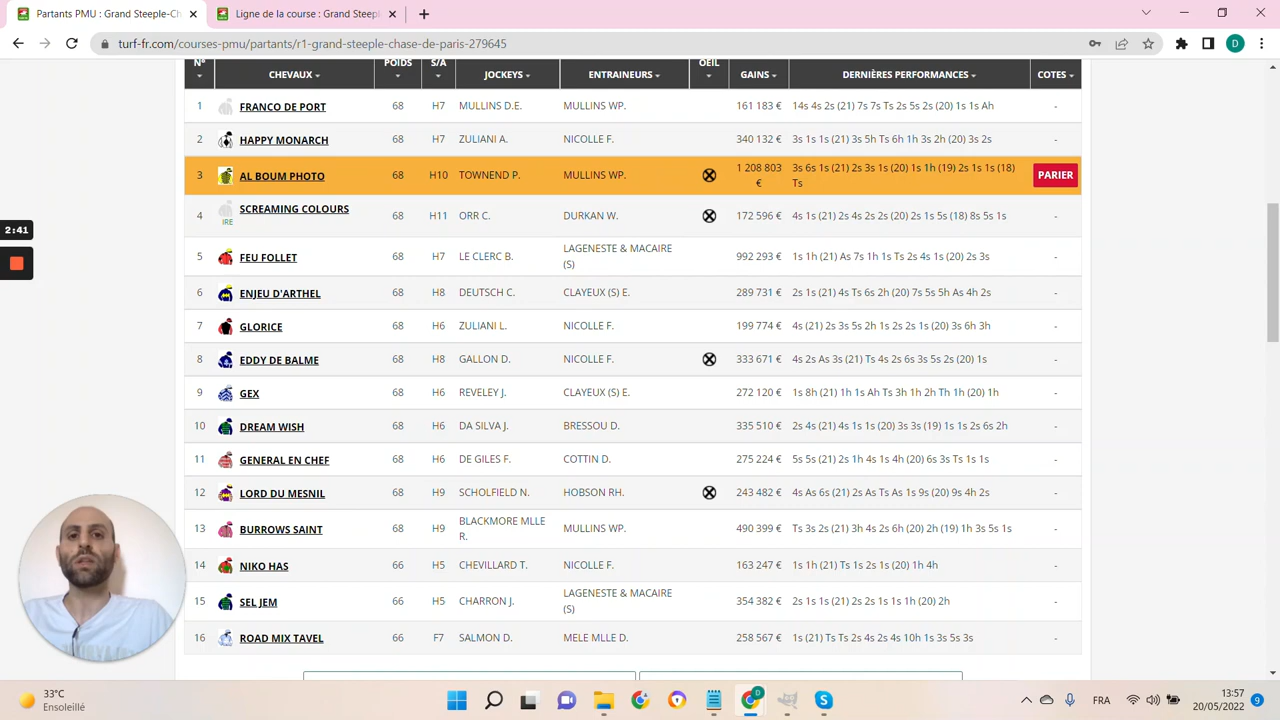 Partants PMU : Grand Steeple-Ch
Ligne de la course : Grand Steepl
turf-fr.com/courses-pmu/partants/r1-grand-steeple-chase-de-paris-279645
D
N° CHEVAUX POIDS S/A JOCKEYS ENTRAINEURS OEIL GAINS DERNIÈRES PERFORMANCES COTES
1 FRANCO DE PORT 68 H7 MULLINS D.E. MULLINS WP. 161 183 € 14s 4s 2s (21) 7s 7s Ts 2s 5s 2s (20) 1s 1s Ah -
2 HAPPY MONARCH 68 H7 ZULIANI A. NICOLLE F. 340 132 € 3s 1s 1s (21) 3s 5h Ts 6h 1h 3s 2h (20) 3s 2s -
3 AL BOUM PHOTO 68 H10 TOWNEND P. MULLINS WP. 1 208 803 3s 6s 1s (21) 2s 3s 1s (20) 1s 1h (19) 2s 1s 1s (18) PARIER
€ Ts
4 SCREAMING COLOURS 68 H11 ORR C. DURKAN W. 172 596 € 4s 1s (21) 2s 4s 2s 2s (20) 2s 1s 5s (18) 8s 5s 1s -
IRE
5 FEU FOLLET 68 H7 LE CLERC B. LAGENESTE & MACAIRE 992 293 € 1s 1h (21) As 7s 1h 1s Ts 2s 4s 1s (20) 2s 3s -
(S)
6 ENJEU D'ARTHEL 68 H8 DEUTSCH C. CLAYEUX (S) E. 289 731 € 2s 1s (21) 4s Ts 6s 2h (20) 7s 5s 5h As 4h 2s -
7 GLORICE 68 H6 ZULIANI L. NICOLLE F. 199 774 € 4s (21) 2s 3s 5s 2h 1s 2s 2s 1s (20) 3s 6h 3h -
8 EDDY DE BALME 68 H8 GALLON D. NICOLLE F. 333 671 € 4s 2s As 3s (21) Ts 4s 2s 6s 3s 5s 2s (20) 1s -
9 GEX 68 H6 REVELEY J. CLAYEUX (S) E. 272 120 € 1s 8h (21) 1h 1s Ah Ts 3h 1h 2h Th 1h (20) 1h -
10 DREAM WISH 68 H6 DA SILVA J. BRESSOU D. 335 510 € 2s 4s (21) 4s 1s 1s (20) 3s 3s (19) 1s 1s 2s 6s 2h -
11 GENERAL EN CHEF 68 H6 DE GILES F. COTTIN D. 275 224 € 5s 5s (21) 2s 1h 4s 1s 4h (20) 6s 3s Ts 1s 1s -
12 LORD DU MESNIL 68 H9 SCHOLFIELD N. HOBSON RH. 243 482 € 4s As 6s (21) 2s As Ts As 1s 9s (20) 9s 4h 2s -
13 BURROWS SAINT 68 H9 BLACKMORE MLLE MULLINS WP. 490 399 € Ts 3s 2s (21) 3h 4s 2s 6h (20) 2h (19) 1h 3s 5s 1s -
R.
14 NIKO HAS 66 H5 CHEVILLARD T. NICOLLE F. 163 247 € 1s 1h (21) Ts 1s 2s 1s (20) 1h 4h -
15 SEL JEM 66 H5 CHARRON J. LAGENESTE & MACAIRE 354 382 € 2s 1s 1s (21) 2s 2s 1s 1s 1h (20) 2h -
(S)
16 ROAD MIX TAVEL 66 F7 SALMON D. MELE MLLE D. 258 567 € 1s (21) Ts Ts 2s 4s 2s 4s 10h 1s 3s 5s 3s -
2:41
33°C
Ensoleillé
D
FRA
13:57
20/05/2022
9